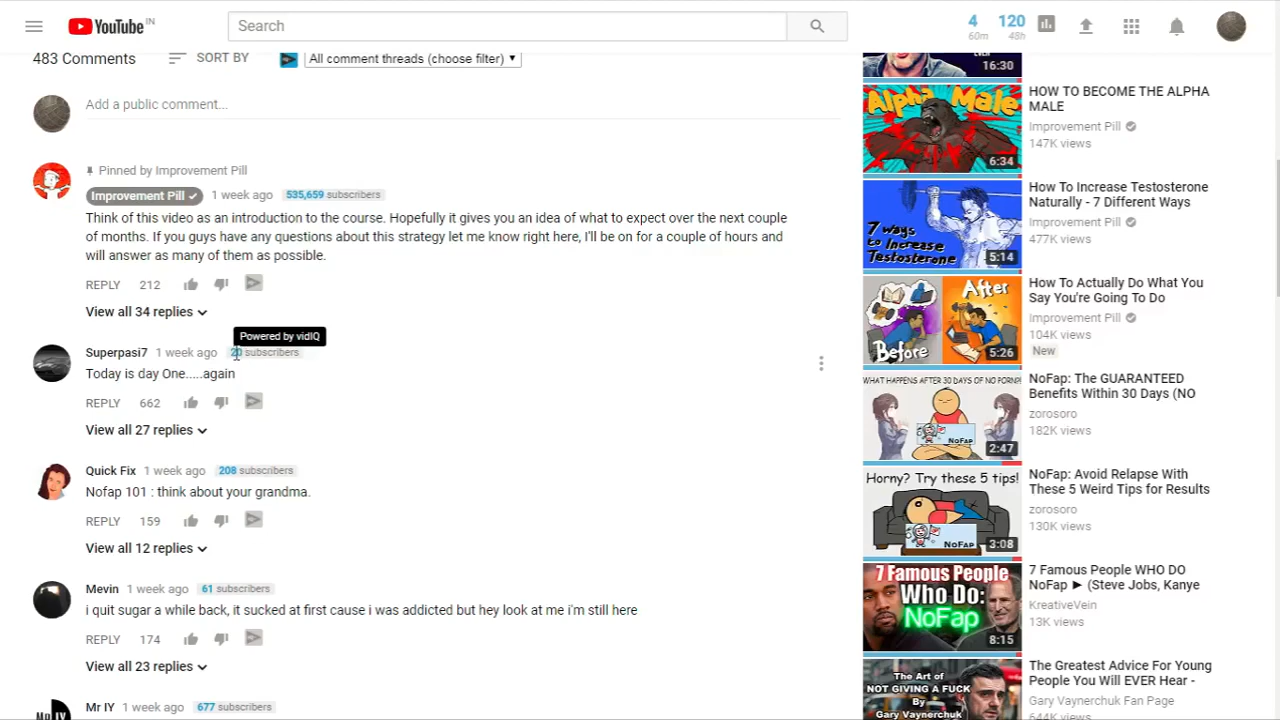 YouTube IN
Search
4
60m
120
48h
483 Comments
SORT BY
All comment threads (choose filter) ▼
Add a public comment...
Pinned by Improvement Pill
Improvement Pill 1 week ago 535,659 subscribers
Think of this video as an introduction to the course. Hopefully it gives you an idea of what to expect over the next couple
of months. If you guys have any questions about this strategy let me know right here, I'll be on for a couple of hours and
will answer as many of them as possible.
REPLY 212
View all 34 replies
Powered by vidIQ
Superpasi7 1 week ago 20 subscribers
Today is day One.....again
REPLY 662
View all 27 replies
Quick Fix 1 week ago 208 subscribers
Nofap 101 : think about your grandma.
REPLY 159
View all 12 replies
Mevin 1 week ago 61 subscribers
i quit sugar a while back, it sucked at first cause i was addicted but hey look at me i'm still here
REPLY 174
View all 23 replies
Mr IY 1 week ago 677 subscribers
16:30
Alpha Male
6:34
HOW TO BECOME THE ALPHA
MALE
Improvement Pill
147K views
7 ways
to Increase
Testosterone
5:14
How To Increase Testosterone
Naturally - 7 Different Ways
Improvement Pill
477K views
After
Before
5:26
How To Actually Do What You
Say You're Going To Do
Improvement Pill
104K views
New
WHAT HAPPENS AFTER 30 DAYS OF NO PORN?!
NoFap
2:47
NoFap: The GUARANTEED
Benefits Within 30 Days (NO
zorosoro
182K views
Horny? Try these 5 tips!
NoFap
3:08
NoFap: Avoid Relapse With
These 5 Weird Tips for Results
zorosoro
130K views
7 Famous People
Who Do:
NoFap
8:15
7 Famous People WHO DO
NoFap ► (Steve Jobs, Kanye
KreativeVein
13K views
The Art of
NOT GIVING A FUCK
By
Gary Vaynerchuk
The Greatest Advice For Young
People You Will EVER Hear -
Gary Vaynerchuk Fan Page
644K views